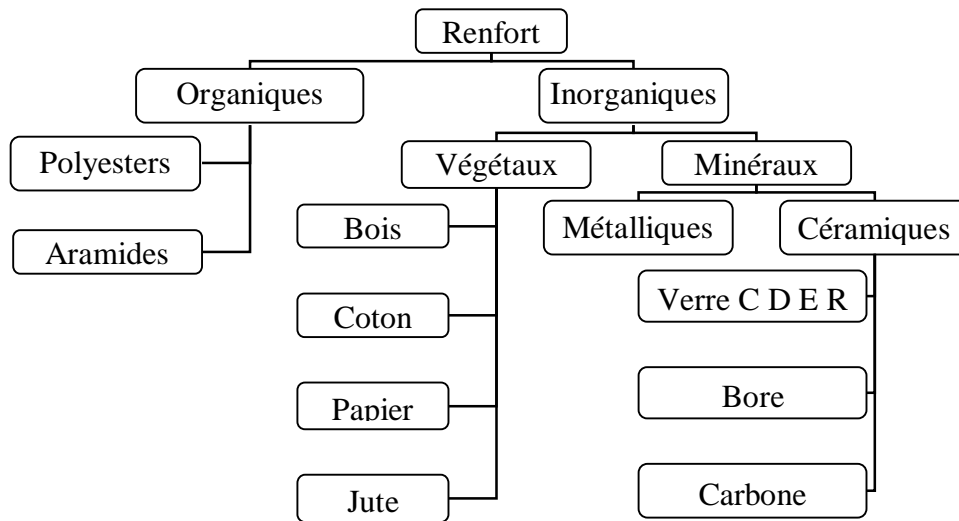 Renfort
Organiques
Inorganiques
Polyesters
Végétaux
Minéraux
Bois
Métalliques
Céramiques
Aramides
Verre C D E R
Coton
Papier
Bore
Jute
Carbone